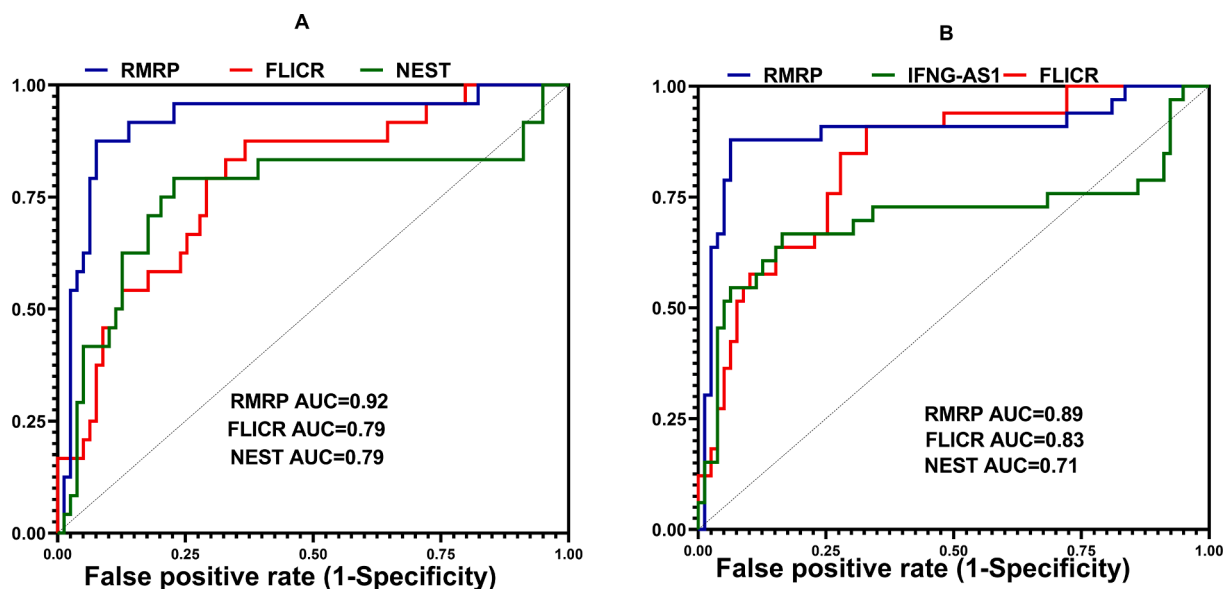 A
RMRP FLICR NEST
1.00
0.75
0.50
0.25
0.00
RMRP AUC=0.92
FLICR AUC=0.79
NEST AUC=0.79
0.00 0.25 0.50 0.75 1.00
False positive rate (1-Specificity)
B
RMRP IFNG-AS1 FLICR
1.00
0.75
0.50
0.25
0.00
RMRP AUC=0.89
FLICR AUC=0.83
NEST AUC=0.71
0.00 0.25 0.50 0.75 1.00
False positive rate (1-Specificity)